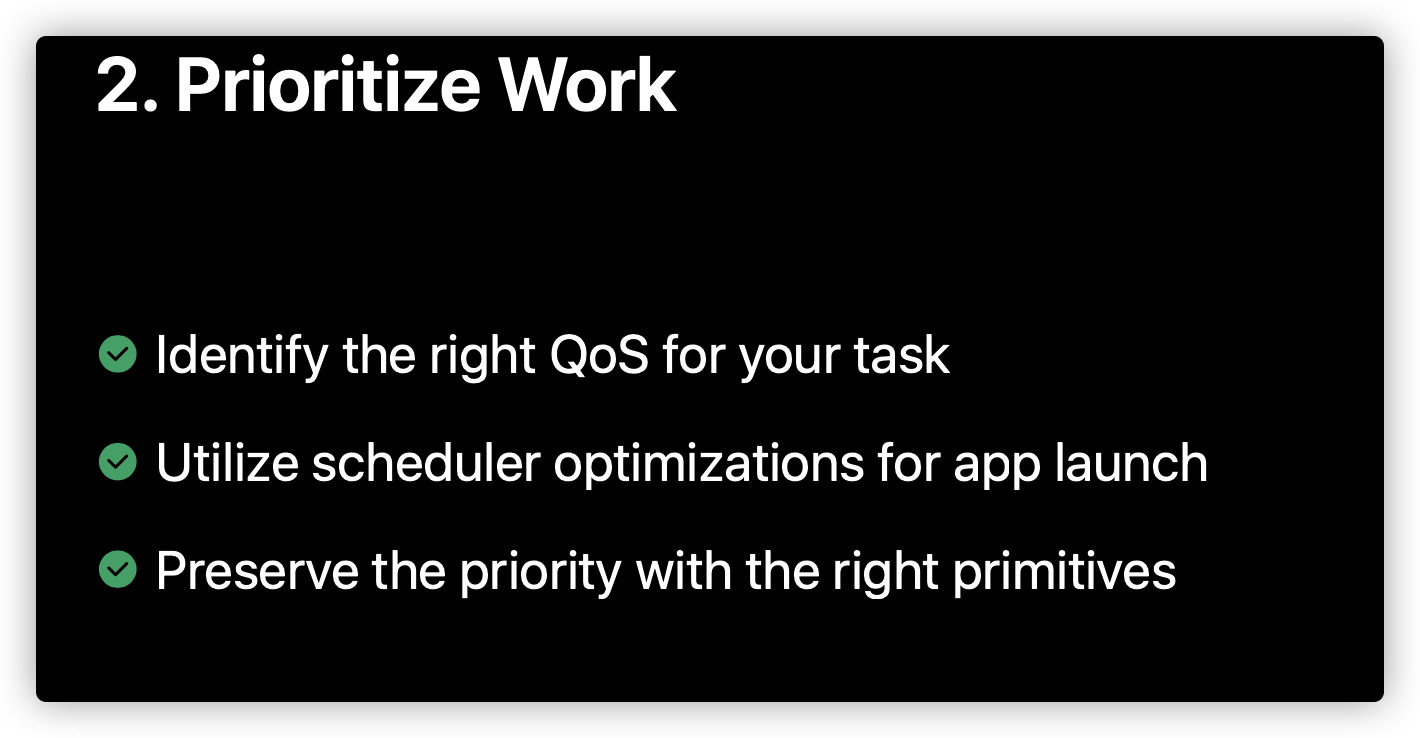 2. Prioritize Work
Identify the right QoS for your task
Utilize scheduler optimizations for app launch
Preserve the priority with the right primitives